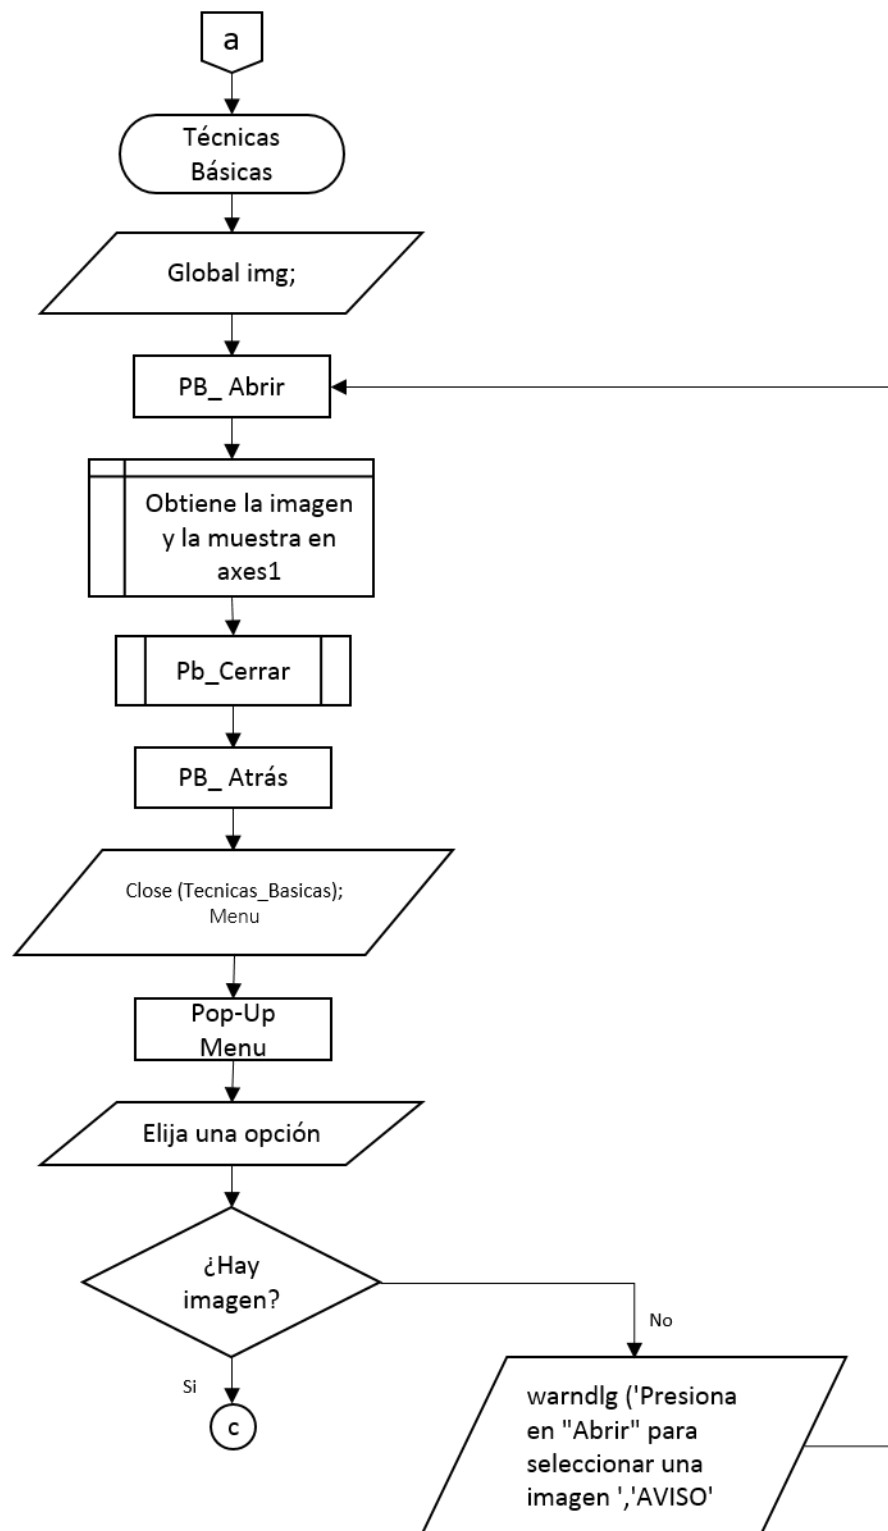 a
Técnicas
Básicas
Global img;
PB_ Abrir
Obtiene la imagen
y la muestra en
axes1
Pb_Cerrar
PB_ Atrás
Close (Tecnicas_Basicas);
Menu
Pop-Up
Menu
Elija una opción
¿Hay
imagen?
No
Si
c
warndlg ('Presiona
en "Abrir" para
seleccionar una
imagen ','AVISO'